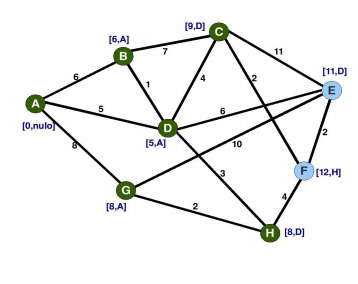 [9,D]
C
[6,A]
B
7
11
[11,D]
E
6
1
4
2
A
5
6
[0,nulo]
D
[5,A]
2
8
10
3
F
[12,H]
G
[8,A]
4
2
H
[8,D]